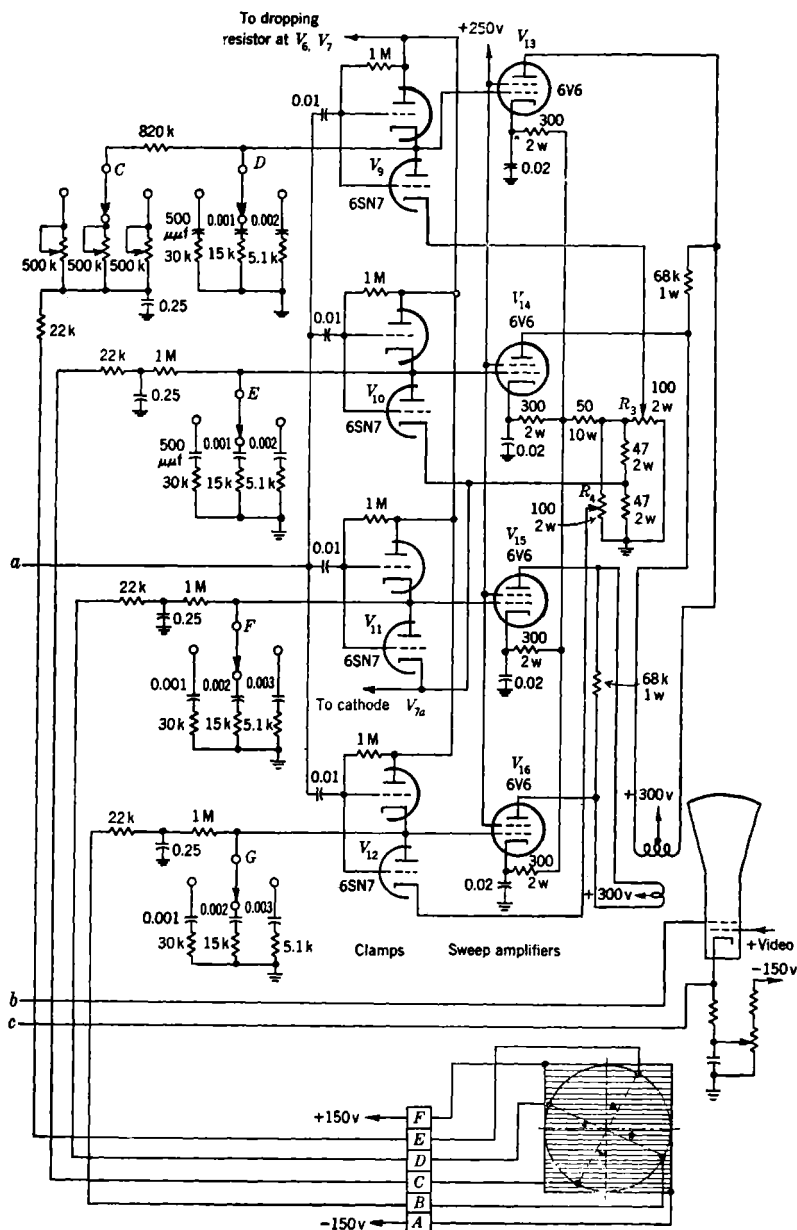 To dropping
resistor at V6, V7
+250v
V13
1 M
6V6
0.01
300
2 w
0.02
820 k
C
D
V9
6SN7
500
μμf
0.001
0.002
30 k
15 k
5.1 k
500 k
500 k
500 k
0.25
22 k
1 M
68 k
1 w
V14
6V6
0.01
22 k
1 M
0.25
E
V10
6SN7
300
2 w
0.02
50
10 w
R3
100
2 w
47
2 w
47
2 w
R4
100
2 w
500
μμf
0.001
0.002
30 k
15 k
5.1 k
1 M
V15
6V6
a
0.01
22 k
1 M
0.25
F
V11
6SN7
300
2 w
0.02
0.001
0.002
0.003
30 k
15 k
5.1 k
To cathode V7a
68 k
1 w
1 M
V16
6V6
0.01
22 k
1 M
0.25
G
V12
6SN7
300
2 w
0.02
+300v
+300v
0.001
0.002
0.003
30 k
15 k
5.1 k
Clamps
Sweep amplifiers
+Video
−150v
b
c
+150v
F
E
D
C
B
−150v
A